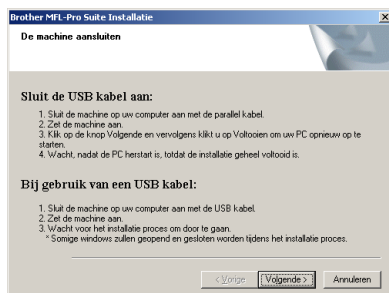 Brother MFL-Pro Suite Installatie
De machine aansluiten
Sluit de USB kabel aan:
1. Sluit de machine op uw computer aan met de parallel kabel.
2. Zet de machine aan.
3. Klik op de knop Volgende en vervolgens klikt u op Voltooien om uw PC opnieuw op te
starten.
4. Wacht, nadat de PC herstart is, totdat de installatie geheel voltooid is.
Bij gebruik van een USB kabel:
1. Sluit de machine op uw computer aan met de USB kabel.
2. Zet de machine aan.
3. Wacht voor het installatie proces om door te gaan.
* Somige windows zullen geopend en gesloten worden tijdens het installatie proces.
< Vorige
Volgende >
Annuleren